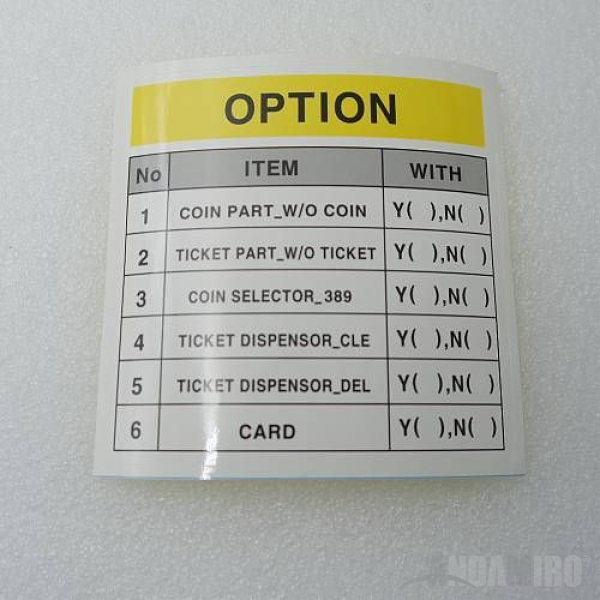 OPTION
No ITEM WITH
1 COIN PART_W/O COIN Y( ),N( )
2 TICKET PART_W/O TICKET Y( ),N( )
3 COIN SELECTOR_389 Y( ),N( )
4 TICKET DISPENSOR_CLE Y( ),N( )
5 TICKET DISPENSOR_DEL Y( ),N( )
6 CARD Y( ),N( )